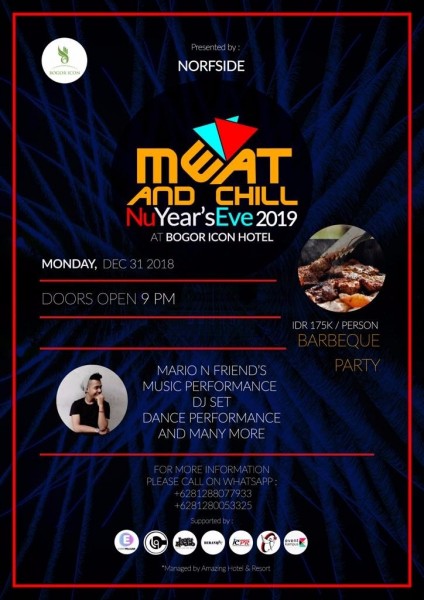 BOGOR ICON
Presented by :
NORFSIDE
MEAT
AND CHILL
NuYear'sEve 2019
AT BOGOR ICON HOTEL
MONDAY, DEC 31 2018
DOORS OPEN 9 PM
IDR 175K / PERSON
BARBEQUE
PARTY
MARIO N FRIEND'S
MUSIC PERFORMANCE
DJ SET
DANCE PERFORMANCE
AND MANY MORE
FOR MORE INFORMATION
PLEASE CALL ON WHATSAPP ;
+6281288077933
+6281280053325
Supported by :
*Managed by Amazing Hotel & Resort